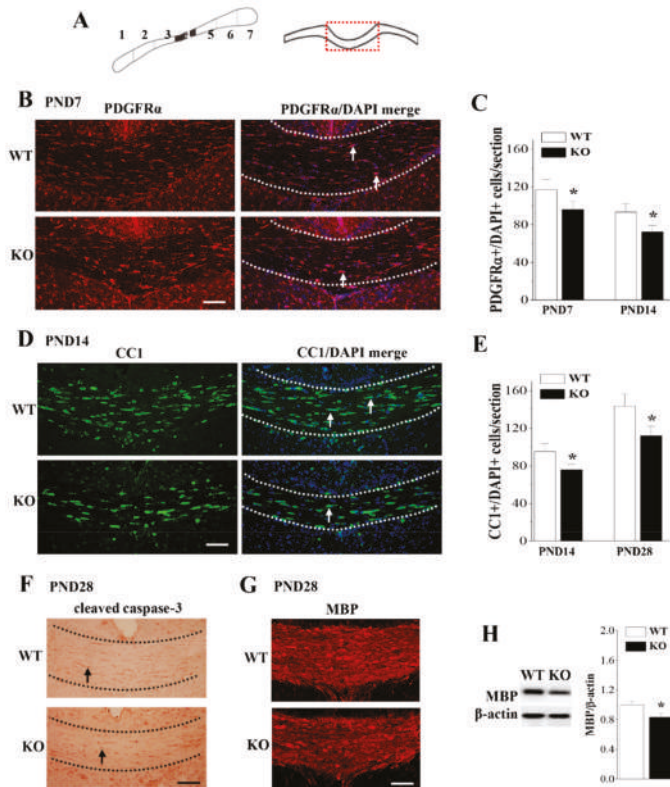 A
1 2 3 5 6 7
B PND7
PDGFRα PDGFRα/DAPI merge
WT
KO
C
WT
KO
PDGFRα+/DAPI+ cells/section
160
120
80
40
0
* *
PND7 PND14
D PND14
CC1 CC1/DAPI merge
WT
KO
E
WT
KO
CC1+/DAPI+ cells/section
160
120
80
40
0
* *
PND14 PND28
F PND28
cleaved caspase-3
WT
KO
G PND28
MBP
WT
KO
H
WT KO
MBP
β-actin
WT
KO
MBP/β-actin
2.0
1.6
1.2
0.8
0.4
0.0
*